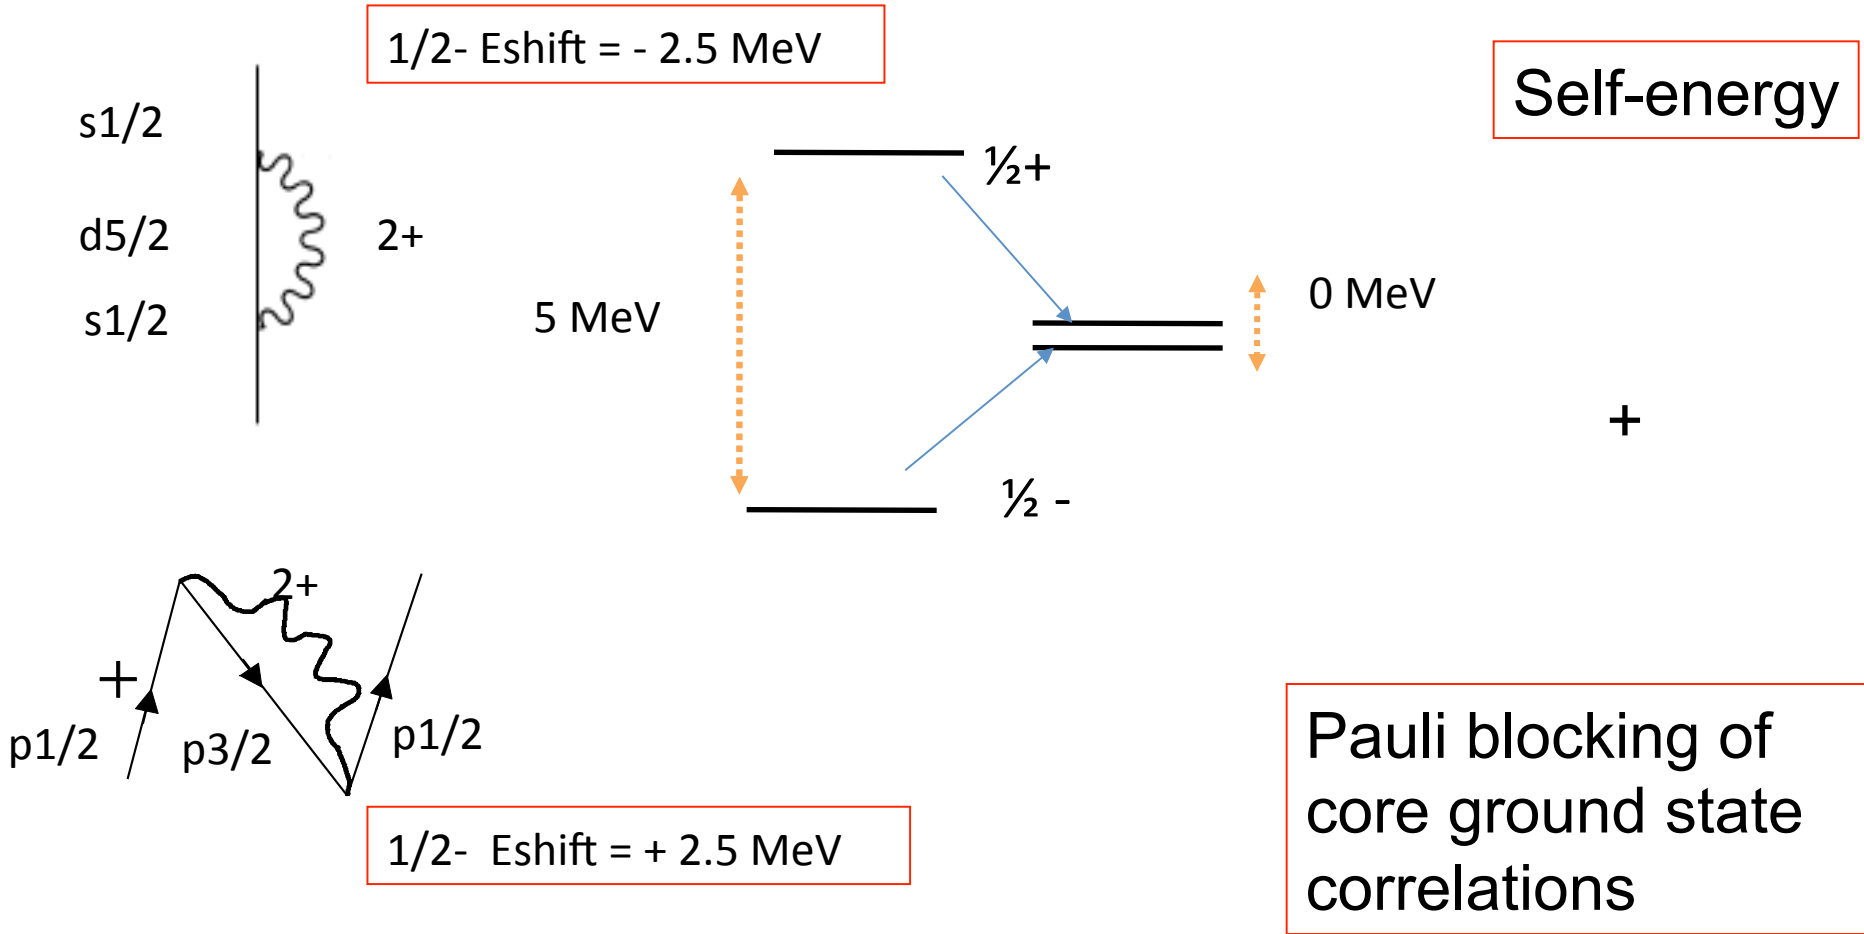 1/2- Eshift = - 2.5 MeV
Self-energy
s1/2
½+
d5/2
2+
5 MeV
0 MeV
s1/2
+
½ -
2+
+
p1/2
p3/2
p1/2
1/2-  Eshift = + 2.5 MeV
Pauli blocking of
core ground state
correlations